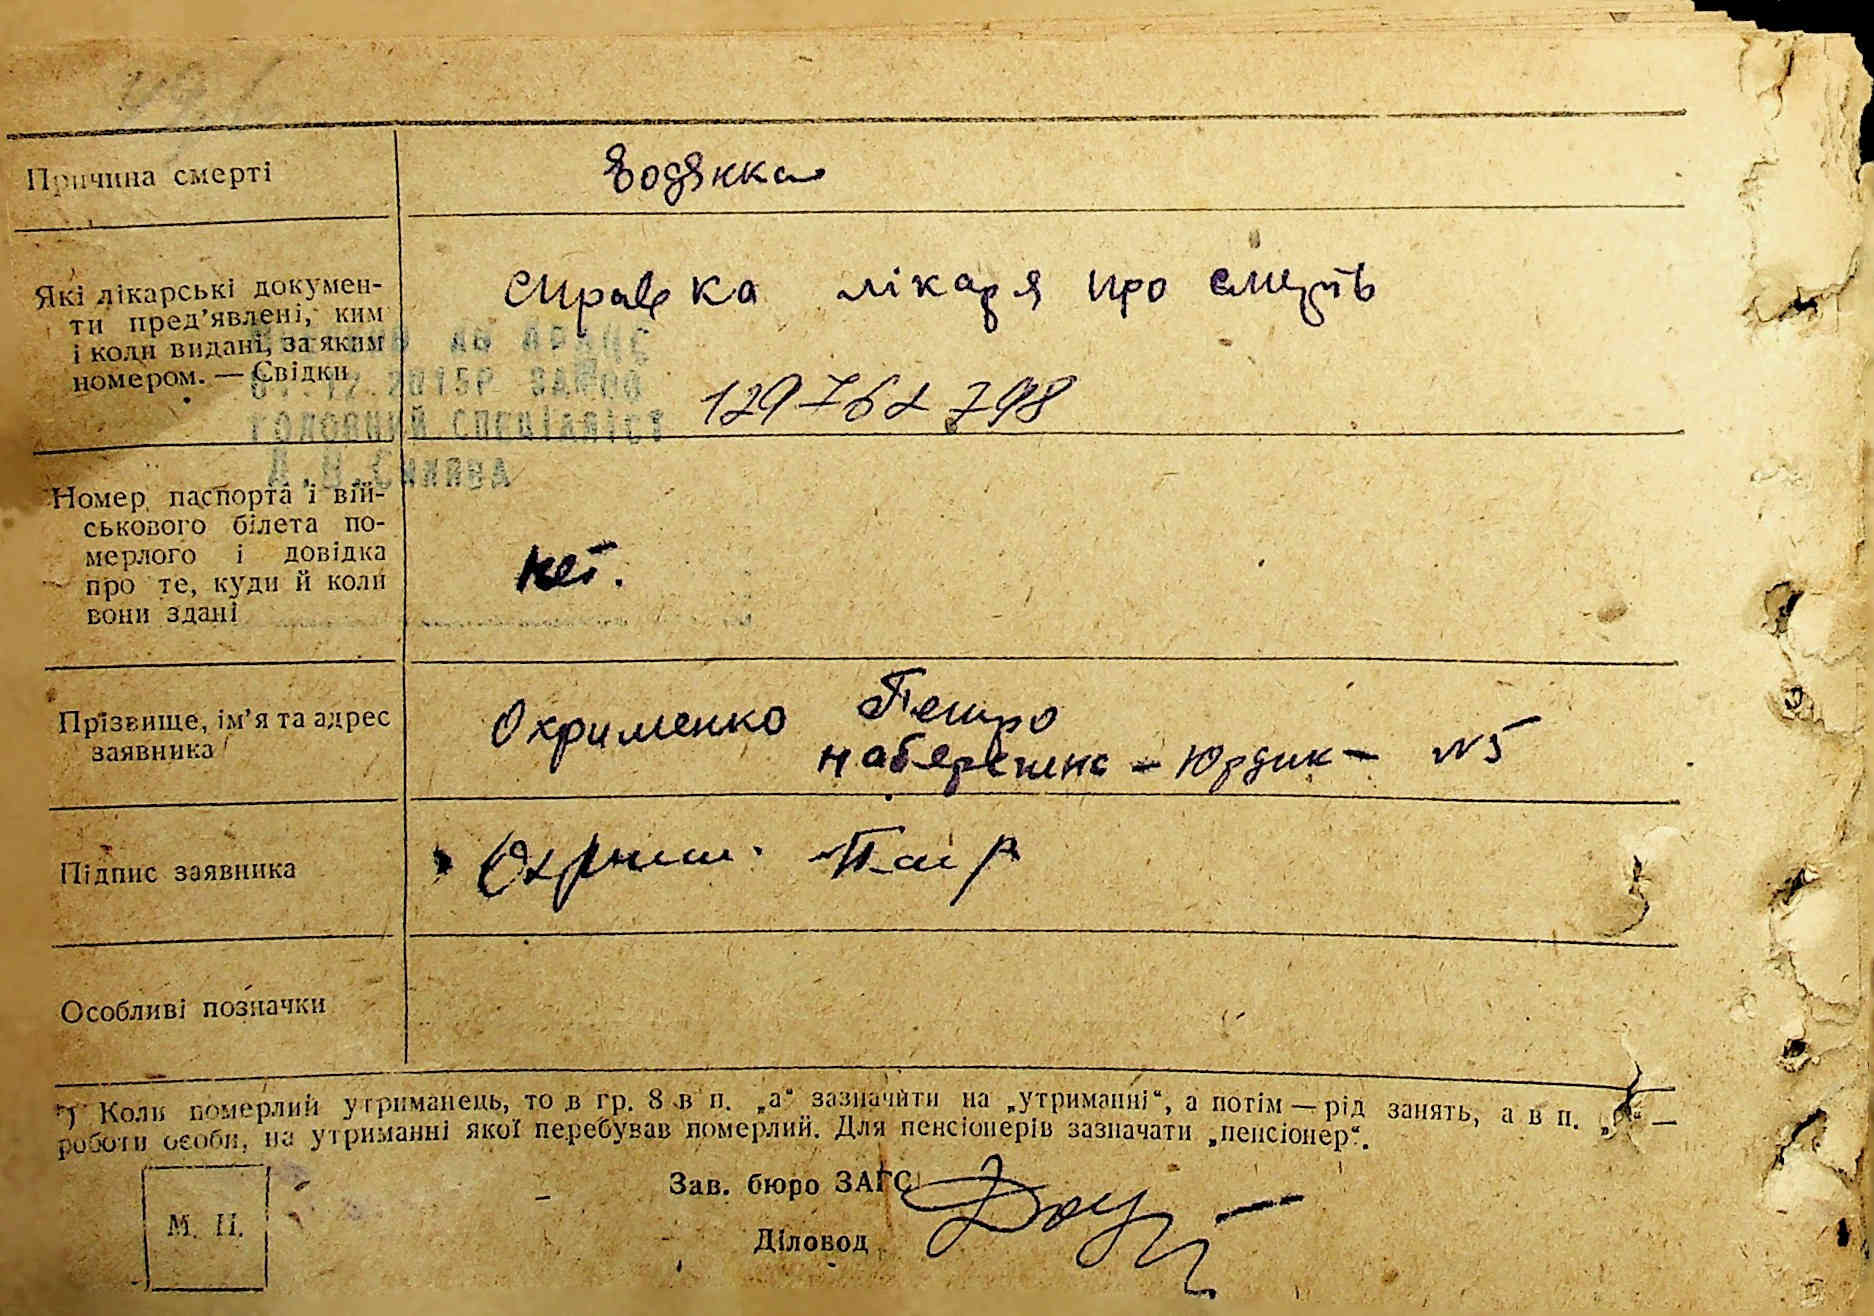 Причина смерті
Водянка
Які лікарські докумен-
ти пред'явлені, ким
і коли видані, за яким
номером. — Свідки
справка лікаря про смерть
129762 798
головний спеціаліст
Номер паспорта і вій-
ськового білета по-
мерлого і довідка
про те, куди й коли
вони здані
нет.
Прізвище, ім'я та адрес
заявника
Охрименко Петро
набережна - Юрдик - №5
Підпис заявника
Особливі позначки
*) Коли померлий утриманець, то в гр. 8 в п. „а" зазначити на „утриманні", а потім — рід занять, а в п. —
роботи особи, на утриманні якої перебував померлий. Для пенсіонерів зазначати „пенсіонер".
Зав. бюро ЗАГС
М. П.
Діловод